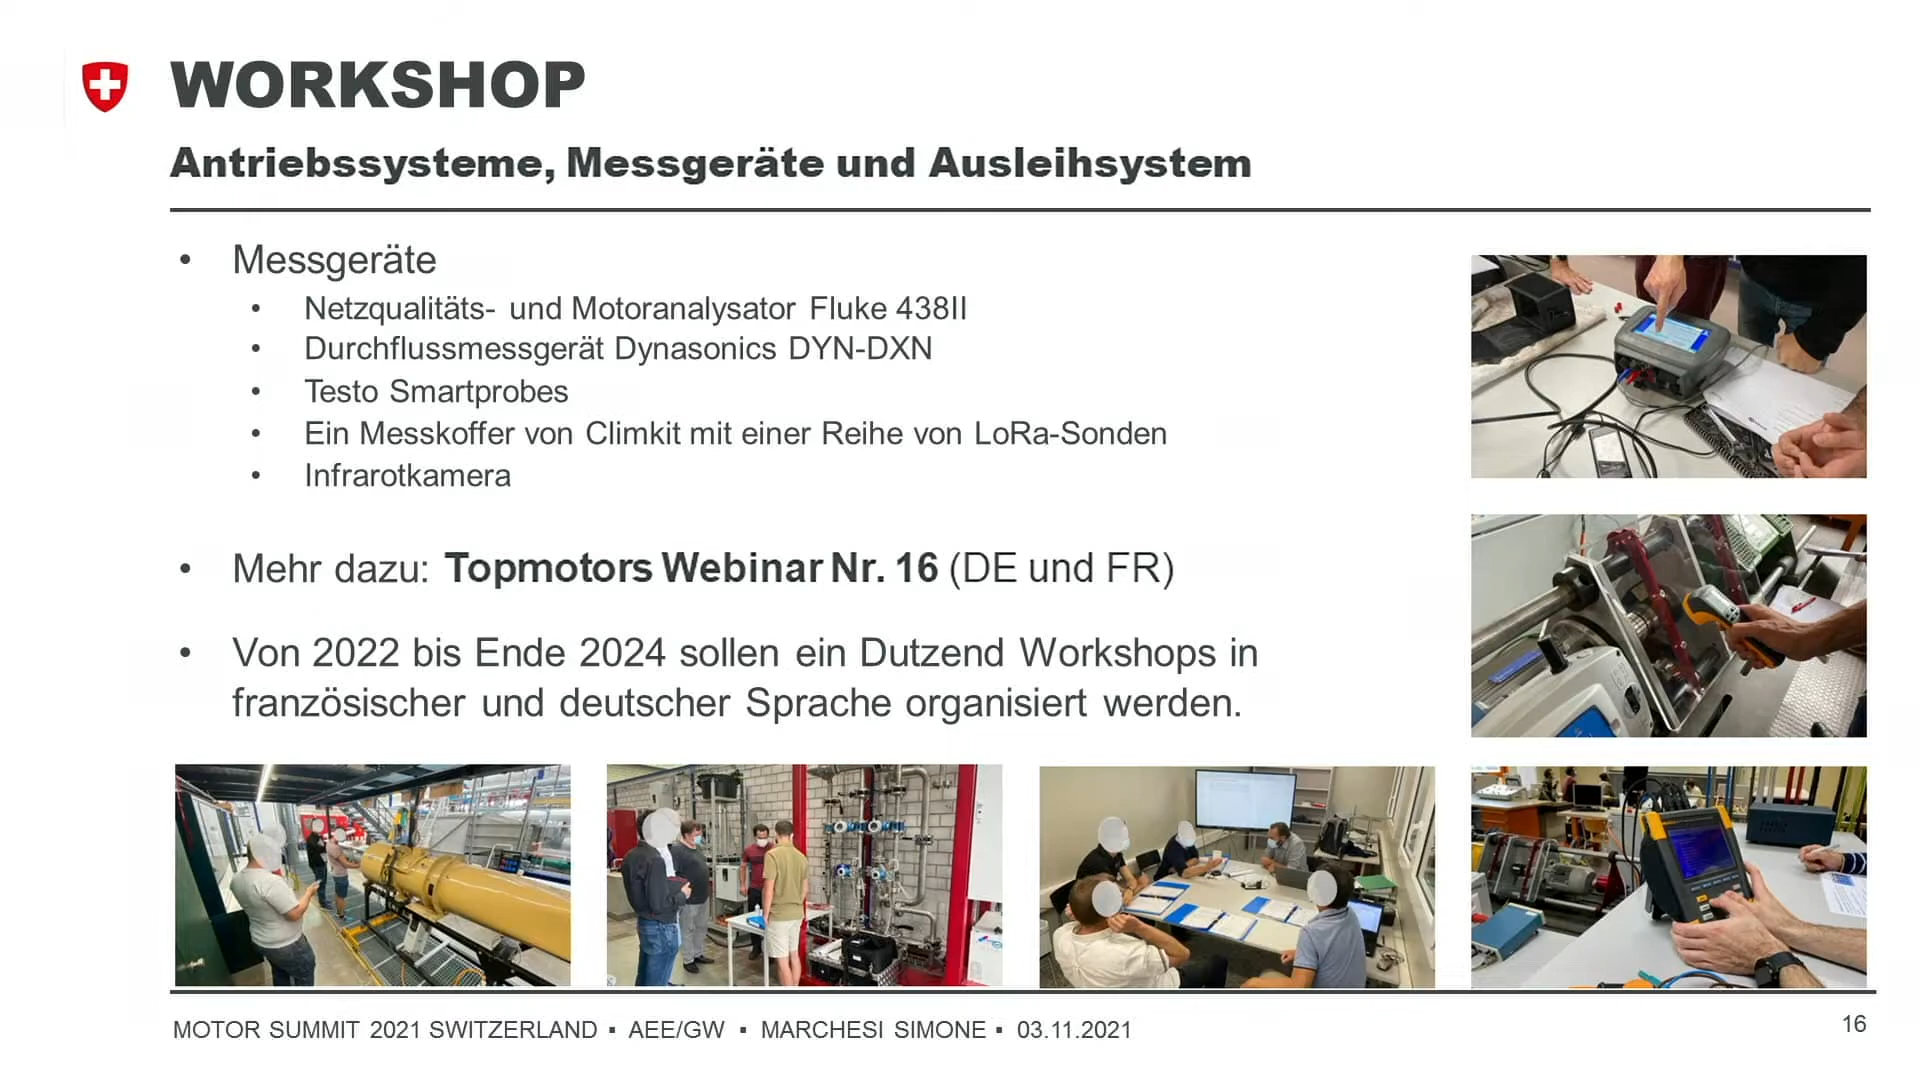 WORKSHOP
Antriebssysteme, Messgeräte und Ausleihsystem
• Messgeräte
• Netzqualitäts- und Motoranalysator Fluke 438II
• Durchflussmessgerät Dynasonics DYN-DXN
• Testo Smartprobes
• Ein Messkoffer von Climkit mit einer Reihe von LoRa-Sonden
• Infrarotkamera
• Mehr dazu: Topmotors Webinar Nr. 16 (DE und FR)
• Von 2022 bis Ende 2024 sollen ein Dutzend Workshops in
französischer und deutscher Sprache organisiert werden.
MOTOR SUMMIT 2021 SWITZERLAND ▪ AEE/GW ▪ MARCHESI SIMONE ▪ 03.11.2021
16